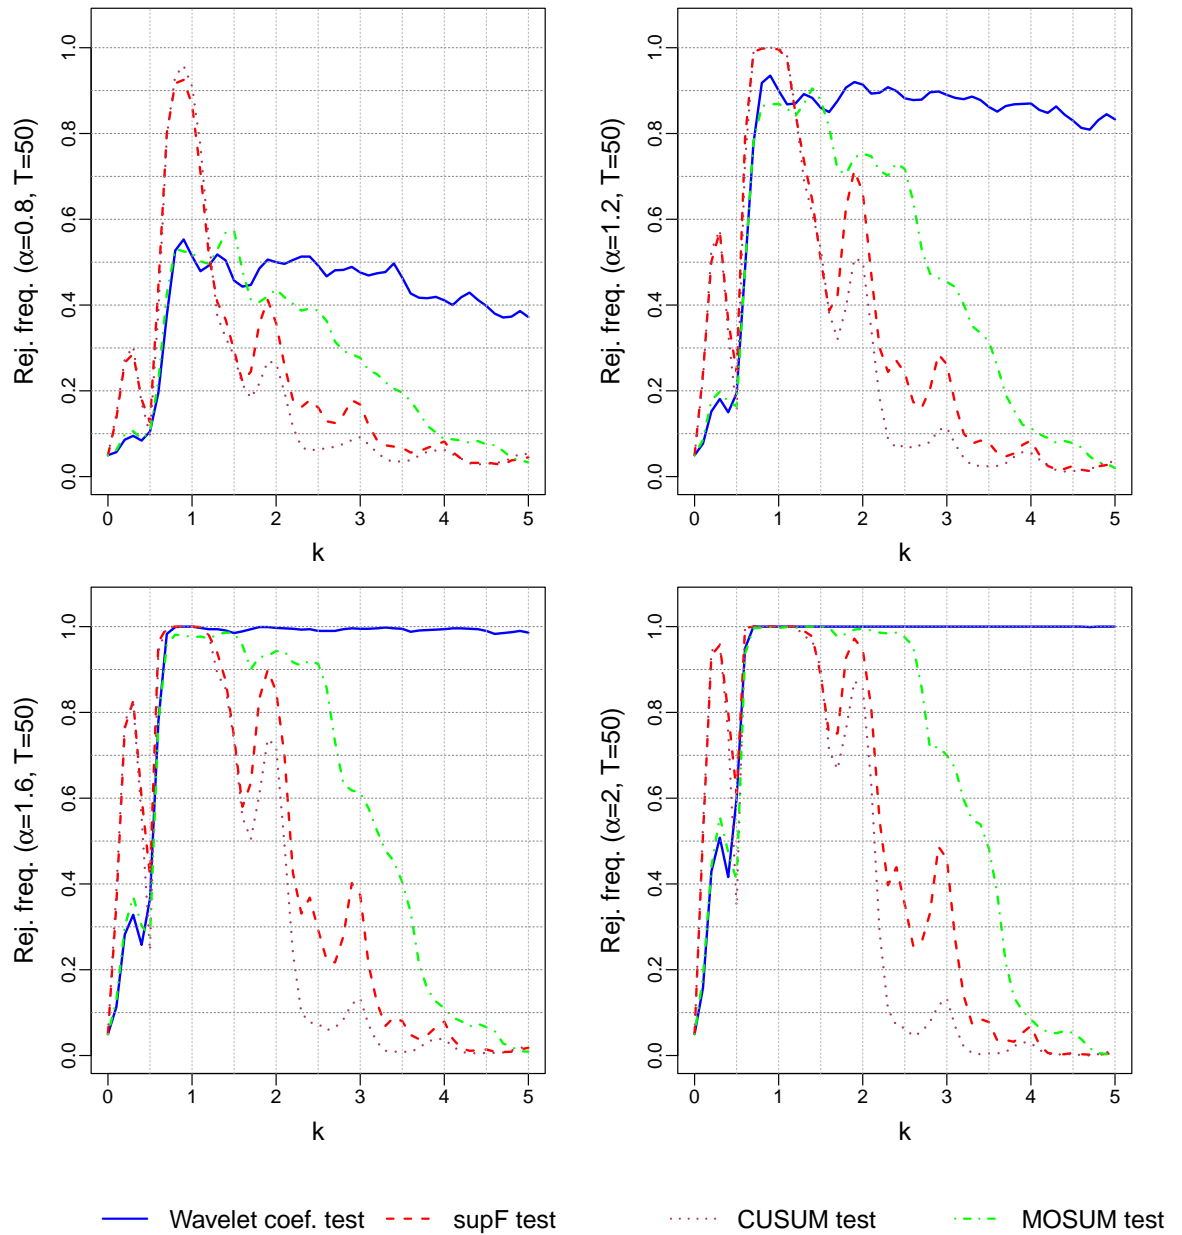 Rej. freq. (α=0.8, T=50)
1.0
0.8
0.6
0.4
0.2
0.0
0 1 2 3 4 5
k
Rej. freq. (α=1.2, T=50)
1.0
0.8
0.6
0.4
0.2
0.0
0 1 2 3 4 5
k
Rej. freq. (α=1.6, T=50)
1.0
0.8
0.6
0.4
0.2
0.0
0 1 2 3 4 5
k
Rej. freq. (α=2, T=50)
1.0
0.8
0.6
0.4
0.2
0.0
0 1 2 3 4 5
k
Wavelet coef. test supF test CUSUM test MOSUM test